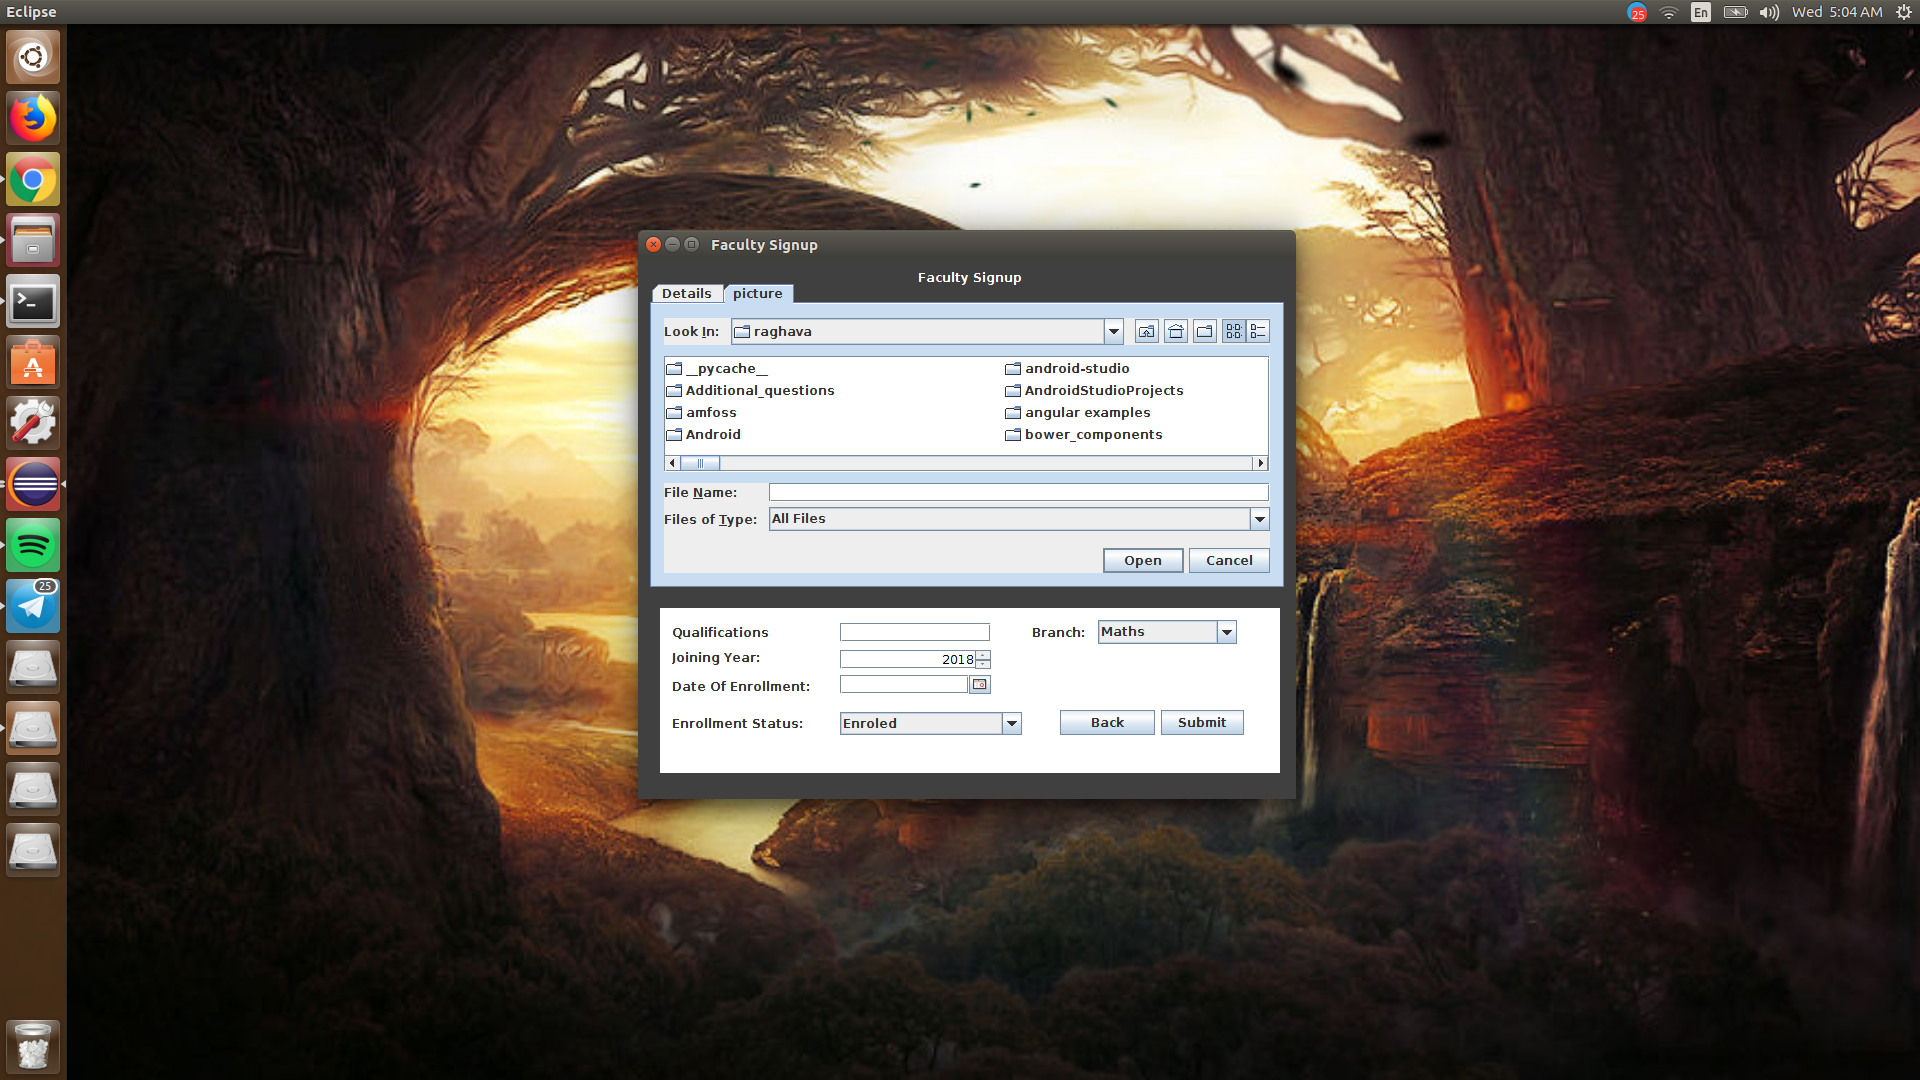 Eclipse
25 En Wed 5:04 AM
Faculty Signup
Faculty Signup
Details picture
Look In: raghava
__pycache__ android-studio
Additional_questions AndroidStudioProjects
amfoss angular examples
Android bower_components
File Name:
Files of Type: All Files
Open Cancel
25
Qualifications Branch: Maths
Joining Year: 2018
Date Of Enrollment:
Enrollment Status: Enroled Back Submit